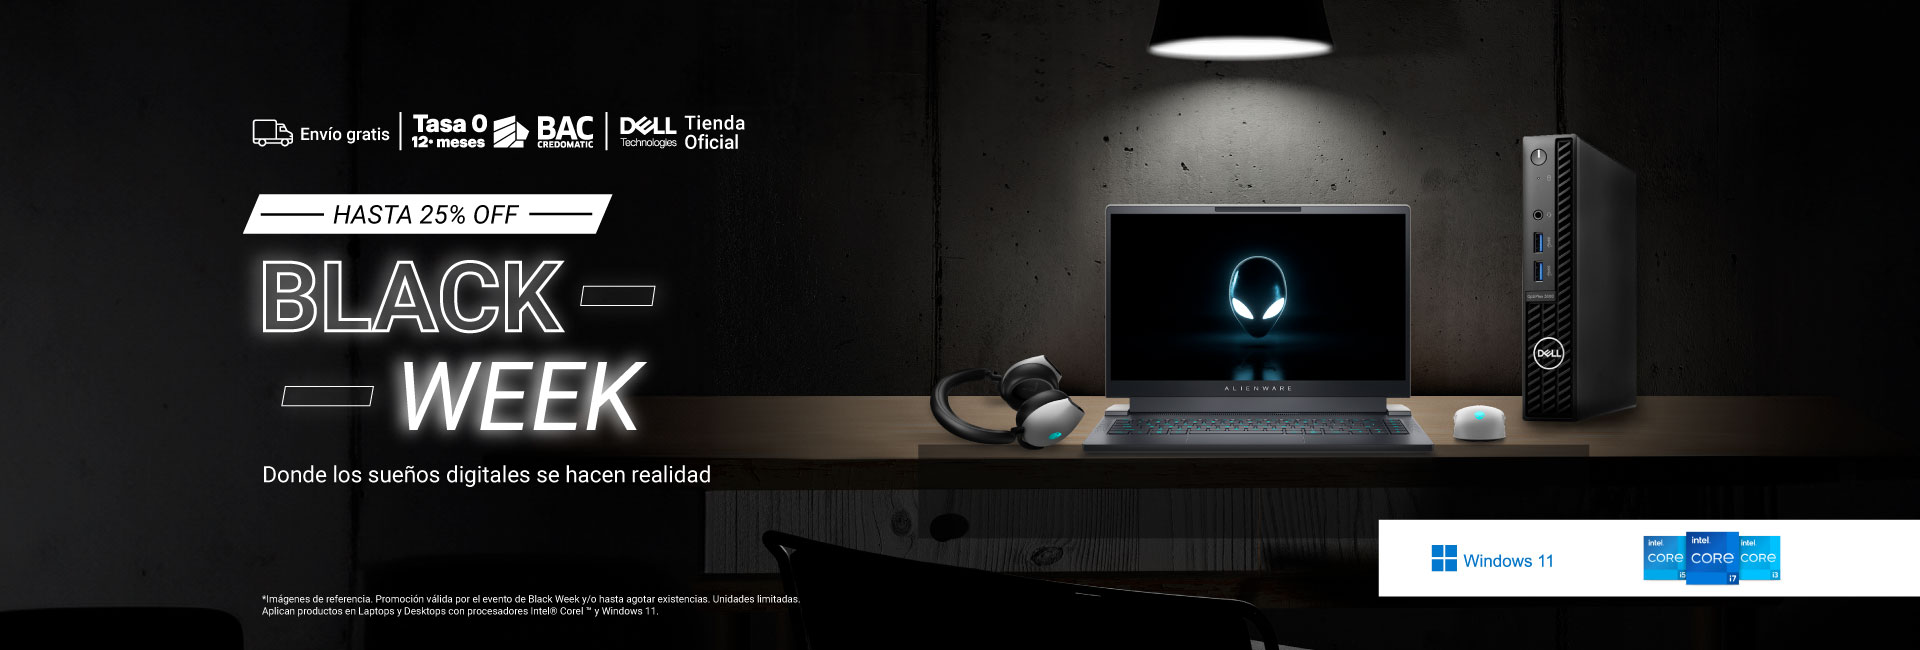 Envío gratis
Tasa 0
12· meses
BAC
CREDOMATIC
DELL
Technologies
Tienda
Oficial
HASTA 25% OFF
BLACK
WEEK
Donde los sueños digitales se hacen realidad
*Imágenes de referencia. Promoción válida por el evento de Black Week y/o hasta agotar existencias. Unidades limitadas.
Aplican productos en Laptops y Desktops con procesadores Intel® Corel ™ y Windows 11.
ALIENWARE
DELL
Windows 11
intel.
CORE
i5
intel.
CORE
i7
intel.
CORE
i3